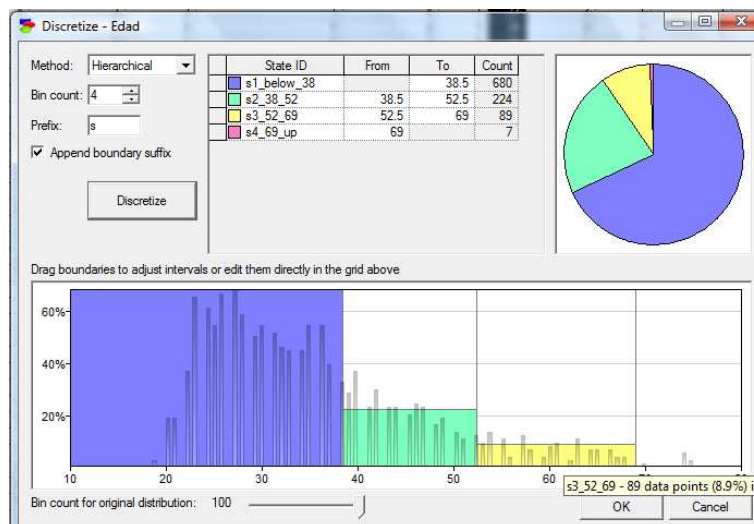 Discretize - Edad
Method: Hierarchical
Bin count: 4
Prefix: s
Append boundary suffix
Discretize
State ID From To Count
s1_below_38 38.5 680
s2_38_52 38.5 52.5 224
s3_52_69 52.5 69 89
s4_69_up 69 7
Drag boundaries to adjust intervals or edit them directly in the grid above
60%
40%
20%
10 20 30 40 50 60
s3_52_69 - 89 data points (8.9%) i
Bin count for original distribution: 100
OK Cancel